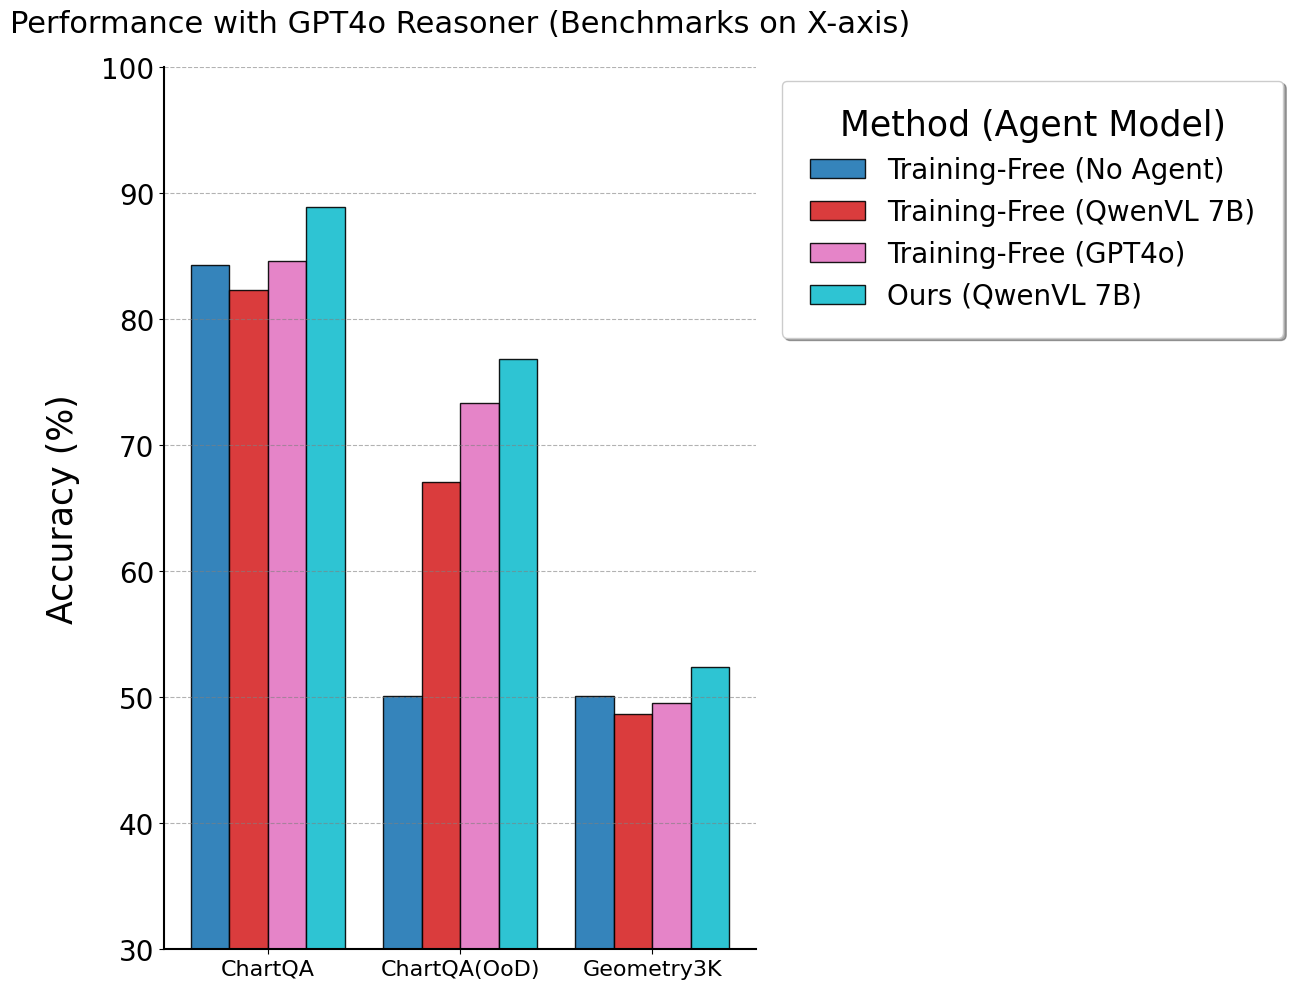 Performance with GPT4o Reasoner (Benchmarks on X-axis)
Accuracy (%)
100
90
80
70
60
50
40
30
ChartQA
ChartQA(OoD)
Geometry3K
Method (Agent Model)
Training-Free (No Agent)
Training-Free (QwenVL 7B)
Training-Free (GPT4o)
Ours (QwenVL 7B)